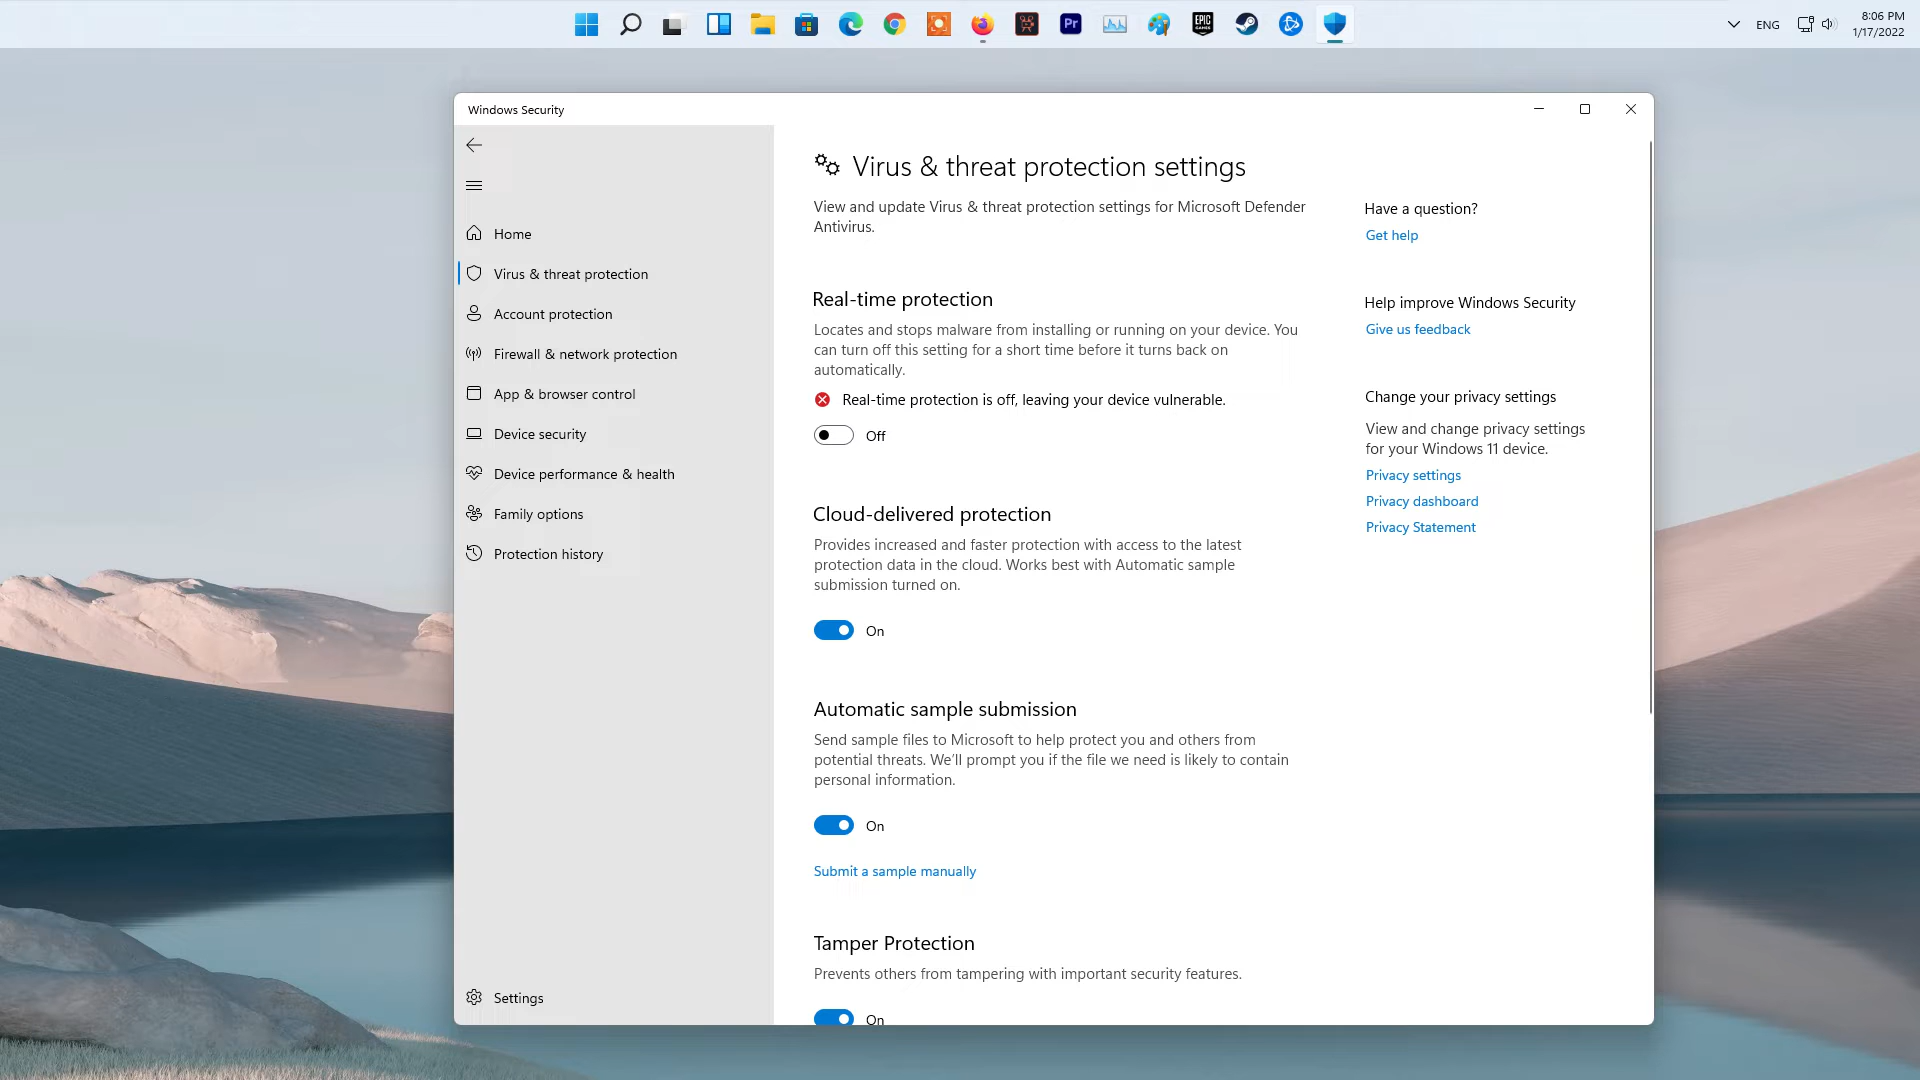 Pr
EPIC
GAMES
ENG
8:06 PM
1/17/2022
Windows Security
Home
Virus & threat protection
Account protection
Firewall & network protection
App & browser control
Device security
Device performance & health
Family options
Protection history
Settings
Virus & threat protection settings
View and update Virus & threat protection settings for Microsoft Defender
Antivirus.
Real-time protection
Locates and stops malware from installing or running on your device. You
can turn off this setting for a short time before it turns back on
automatically.
Real-time protection is off, leaving your device vulnerable.
Off
Cloud-delivered protection
Provides increased and faster protection with access to the latest
protection data in the cloud. Works best with Automatic sample
submission turned on.
On
Automatic sample submission
Send sample files to Microsoft to help protect you and others from
potential threats. We'll prompt you if the file we need is likely to contain
personal information.
On
Submit a sample manually
Tamper Protection
Prevents others from tampering with important security features.
On
Have a question?
Get help
Help improve Windows Security
Give us feedback
Change your privacy settings
View and change privacy settings
for your Windows 11 device.
Privacy settings
Privacy dashboard
Privacy Statement